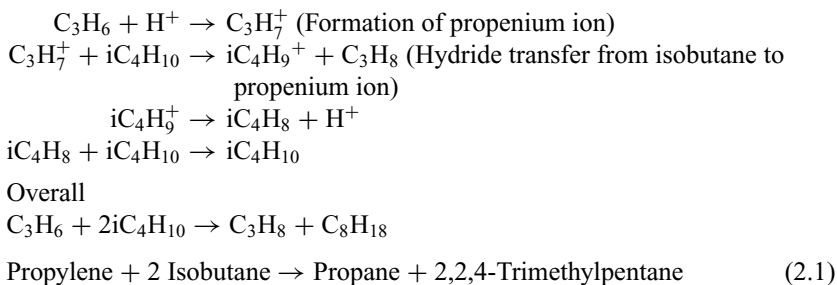 C₃H₆ + H⁺ → C₃H₇⁺ (Formation of propenium ion)
C₃H₇⁺ + iC₄H₁₀ → iC₄H₉⁺ + C₃H₈ (Hydride transfer from isobutane to
propenium ion)
iC₄H₉⁺ → iC₄H₈ + H⁺
iC₄H₈ + iC₄H₁₀ → iC₄H₁₀
Overall
C₃H₆ + 2iC₄H₁₀ → C₃H₈ + C₈H₁₈
Propylene + 2 Isobutane → Propane + 2,2,4-Trimethylpentane (2.1)